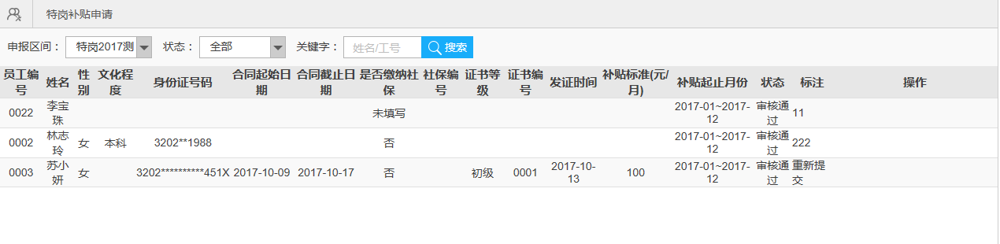 特岗补贴申请
申报区间： 特岗2017测 状态： 全部 关键字： 姓名/工号 搜索
员工编号 姓名 性别 文化程度 身份证号码 合同起始日期 合同截止日期 是否缴纳社保 社保编号 证书等级 证书编号 发证时间 补贴标准(元/月) 补贴起止月份 状态 标注 操作
0022 李宝珠 未填写 2017-01~2017-12 审核通过 11
0002 林志玲 女 本科 3202**1988 否 2017-01~2017-12 审核通过 222
0003 苏小妍 女 3202**********451X 2017-10-09 2017-10-17 否 初级 0001 2017-10-13 100 2017-01~2017-12 审核通过 重新提交